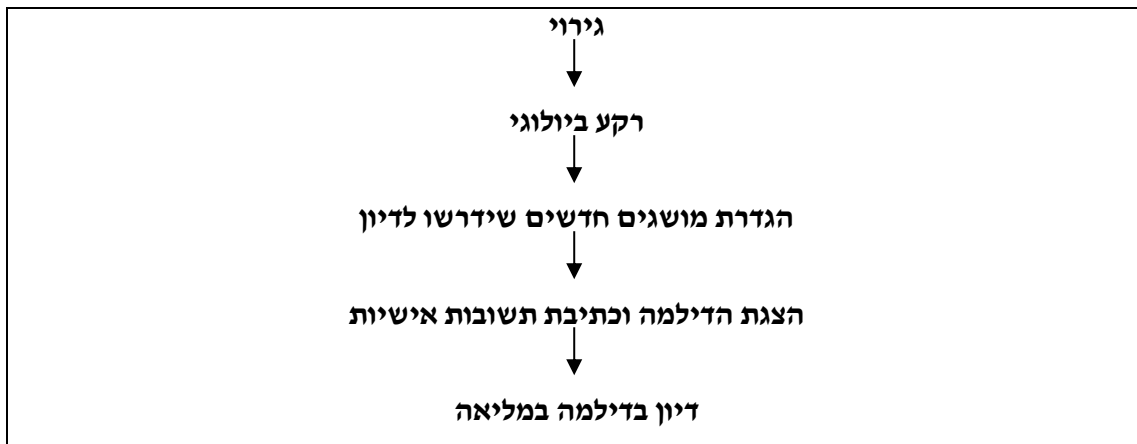 גירוי
רקע ביולוגי
הגדרת מושגים חדשים שידרשו לדיון
הצגת הדילמה וכתיבת תשובות אישיות
דיון בדילמה במליאה